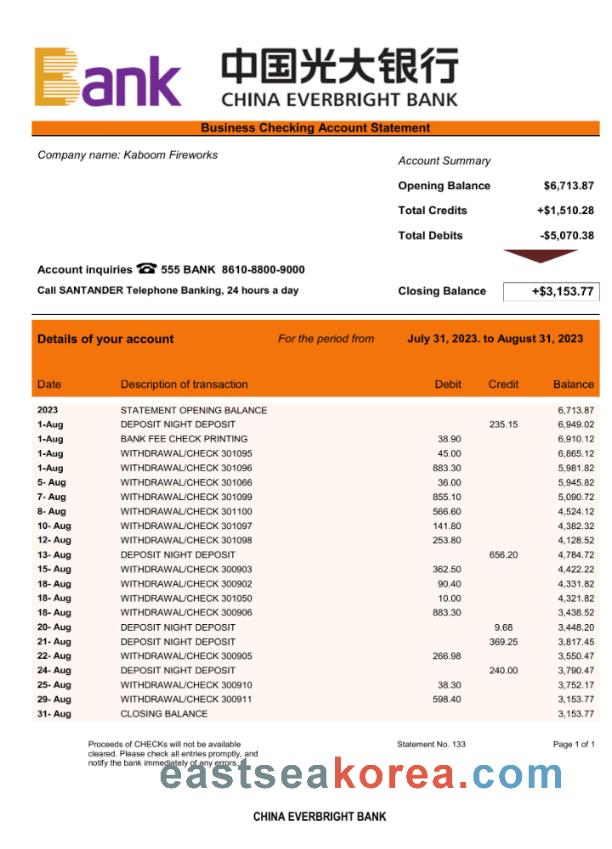 Bank
中国光大银行
CHINA EVERBRIGHT BANK
Business Checking Account Statement
Company name: Kaboom Fireworks
Account Summary
Opening Balance $6,713.87
Total Credits +$1,510.28
Total Debits -$5,070.38
Account inquiries ☎ 555 BANK 8610-8800-9000
Call SANTANDER Telephone Banking, 24 hours a day
Closing Balance +$3,153.77
Details of your account For the period from July 31, 2023. to August 31, 2023
Date Description of transaction Debit Credit Balance
2023 STATEMENT OPENING BALANCE 6,713.87
1-Aug DEPOSIT NIGHT DEPOSIT 235.15 6,949.02
1-Aug BANK FEE CHECK PRINTING 38.90 6,910.12
1-Aug WITHDRAWAL/CHECK 301095 45.00 6,865.12
1-Aug WITHDRAWAL/CHECK 301096 883.30 5,981.82
5- Aug WITHDRAWAL/CHECK 301066 36.00 5,945.82
7- Aug WITHDRAWAL/CHECK 301099 855.10 5,090.72
8- Aug WITHDRAWAL/CHECK 301100 566.60 4,524.12
10- Aug WITHDRAWAL/CHECK 301097 141.80 4,382.32
12- Aug WITHDRAWAL/CHECK 301098 253.80 4,128.52
13- Aug DEPOSIT NIGHT DEPOSIT 656.20 4,784.72
15- Aug WITHDRAWAL/CHECK 300903 362.50 4,422.22
18- Aug WITHDRAWAL/CHECK 300902 90.40 4,331.82
18- Aug WITHDRAWAL/CHECK 301050 10.00 4,321.82
18- Aug WITHDRAWAL/CHECK 300906 883.30 3,438.52
20- Aug DEPOSIT NIGHT DEPOSIT 9.68 3,448.20
21- Aug DEPOSIT NIGHT DEPOSIT 369.25 3,817.45
22- Aug WITHDRAWAL/CHECK 300905 266.98 3,550.47
24- Aug DEPOSIT NIGHT DEPOSIT 240.00 3,790.47
25- Aug WITHDRAWAL/CHECK 300910 38.30 3,752.17
29- Aug WITHDRAWAL/CHECK 300911 598.40 3,153.77
31- Aug CLOSING BALANCE 3,153.77
Proceeds of CHECKs will not be available
cleared. Please check all entries promptly, and
notify the bank immediately of any errors.
Statement No. 133 Page 1 of 1
eastseakorea.com
CHINA EVERBRIGHT BANK